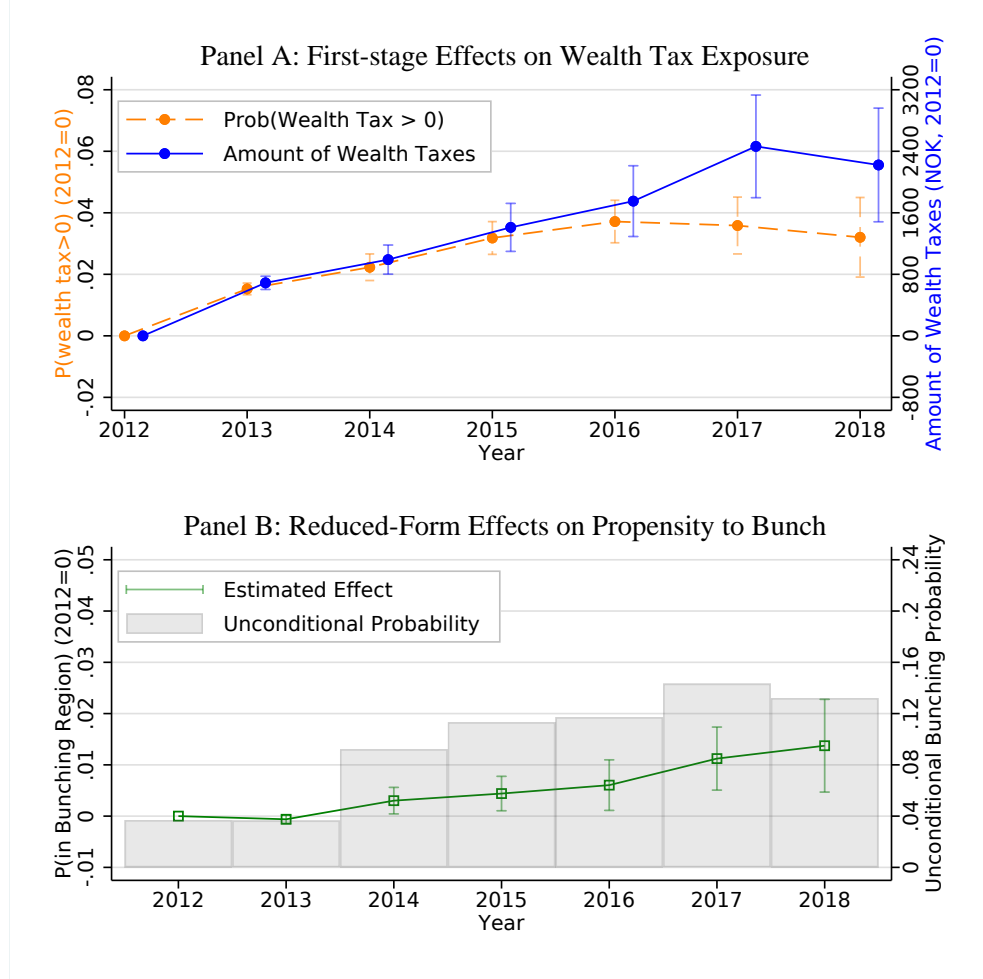 Panel A: First-stage Effects on Wealth Tax Exposure
P(wealth tax>0) (2012=0)
.08
.06
.04
.02
0
-.02
Prob(Wealth Tax > 0)
Amount of Wealth Taxes
3200
2400
1600
800
0
-800
Amount of Wealth Taxes (NOK, 2012=0)
2012 2013 2014 2015 2016 2017 2018
Year
Panel B: Reduced-Form Effects on Propensity to Bunch
P(in Bunching Region) (2012=0)
.05
.04
.03
.02
.01
0
-.01
Estimated Effect
Unconditional Probability
.24
.2
.16
.12
.08
.04
0
Unconditional Bunching Probability
2012 2013 2014 2015 2016 2017 2018
Year